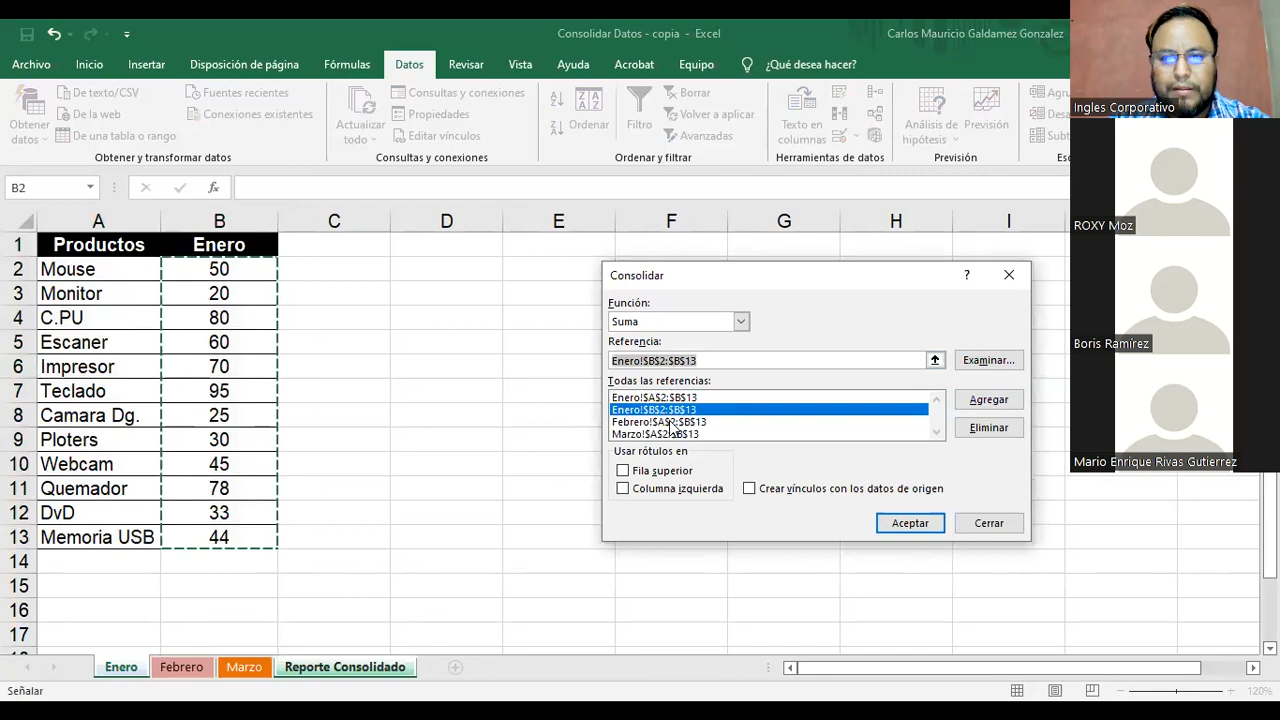 Consolidar Datos - copia - Excel
Carlos Mauricio Galdamez Gonzalez
Archivo Inicio Insertar Disposición de página Fórmulas Datos Revisar Vista Ayuda Acrobat Equipo ¿Qué desea hacer?
Obtener datos
De texto/CSV
De la web
De una tabla o rango
Fuentes recientes
Conexiones existentes
Obtener y transformar datos
Actualizar todo
Consultas y conexiones
Editar vínculos
Consultas y conexiones
Ordenar
Filtro
Borrar
Volver a aplicar
Avanzadas
Ordenar y filtrar
Texto en columnas
Herramientas de datos
Análisis de hipótesis
Previsión
Previsión
B2
fx
A B C D E F G H I
1 Productos Enero
2 Mouse 50
3 Monitor 20
4 C.PU 80
5 Escaner 60
6 Impresor 70
7 Teclado 95
8 Camara Dg. 25
9 Ploters 30
10 Webcam 45
11 Quemador 78
12 DvD 33
13 Memoria USB 44
14
15
16
17
Consolidar
?
Función:
Suma
Referencia:
Enero!$B$2:$B$13
Examinar...
Todas las referencias:
Enero!$A$2:$B$13
Enero!$B$2:$B$13
Febrero!$A$2:$B$13
Marzo!$A$2:$B$13
Agregar
Eliminar
Usar rótulos en
Fila superior
Columna izquierda
Crear vínculos con los datos de origen
Aceptar
Cerrar
Enero Febrero Marzo Reporte Consolidado
Señalar
120%
Ingles Corporativo
ROXY Moz
Boris Ramírez
Mario Enrique Rivas Gutierrez